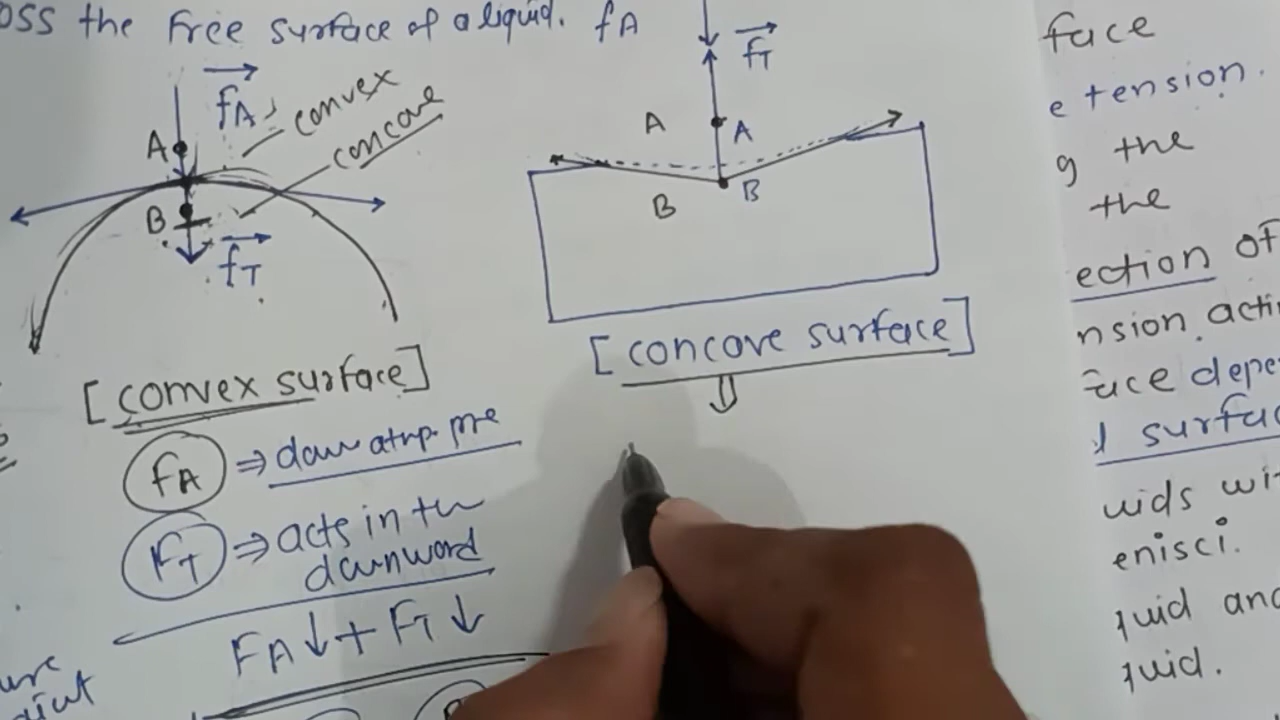 oss the free surface of a liquid. fA
fA
convex
concave
A
B
fT
[convex surface]
fA ⇒ dow atmp pre
FT ⇒ acts in the
downward
FA↓ + FT↓
fT
A A
B B
[concave surface]
⇓
face
e tension.
g the
the
ection of
nsion acti
face depe
l surfac
uids wi
enisci.
quid and
quid.
ure